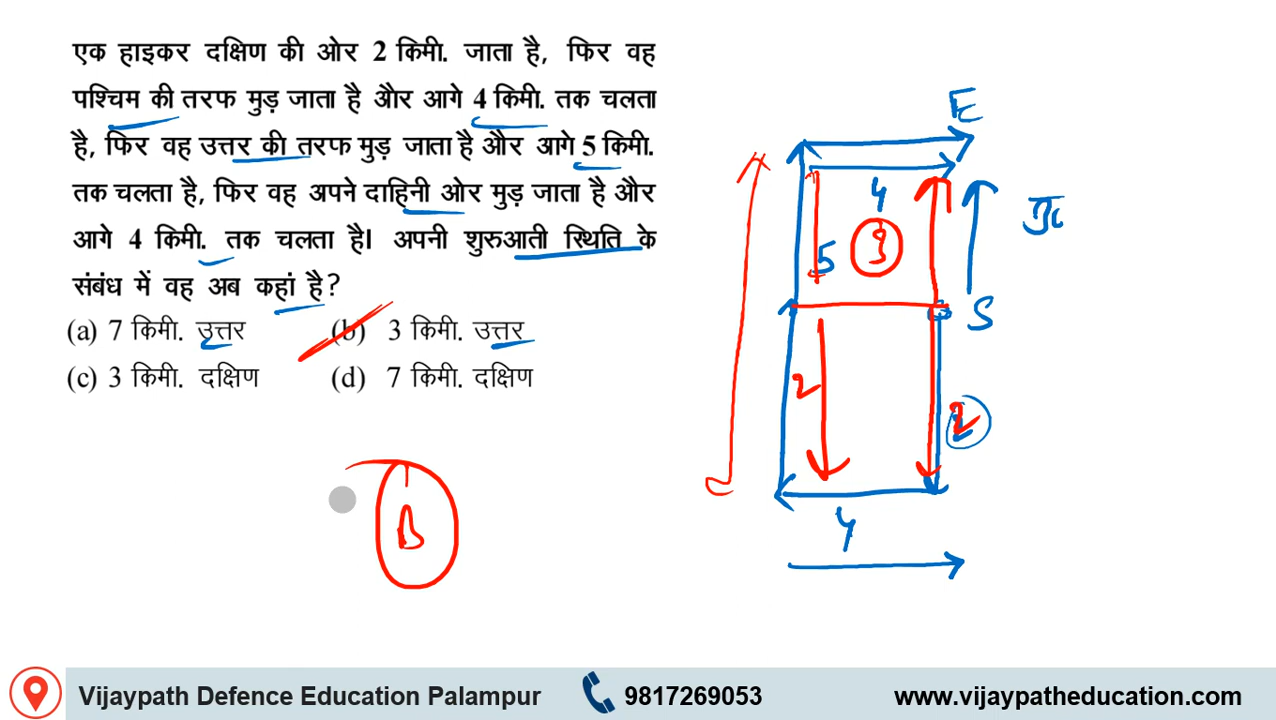 एक हाइकर दक्षिण की ओर 2 किमी. जाता है, फिर वह
पश्चिम की तरफ मुड़ जाता है और आगे 4 किमी. तक चलता
है, फिर वह उत्तर की तरफ मुड़ जाता है और आगे 5 किमी.
तक चलता है, फिर वह अपने दाहिनी ओर मुड़ जाता है और
आगे 4 किमी. तक चलता है। अपनी शुरुआती स्थिति के
संबंध में वह अब कहां है?
(a) 7 किमी. उत्तर (b) 3 किमी. उत्तर
(c) 3 किमी. दक्षिण (d) 7 किमी. दक्षिण
E
4
5
3
S
2
2
4
B
Vijaypath Defence Education Palampur 9817269053 www.vijaypatheducation.com